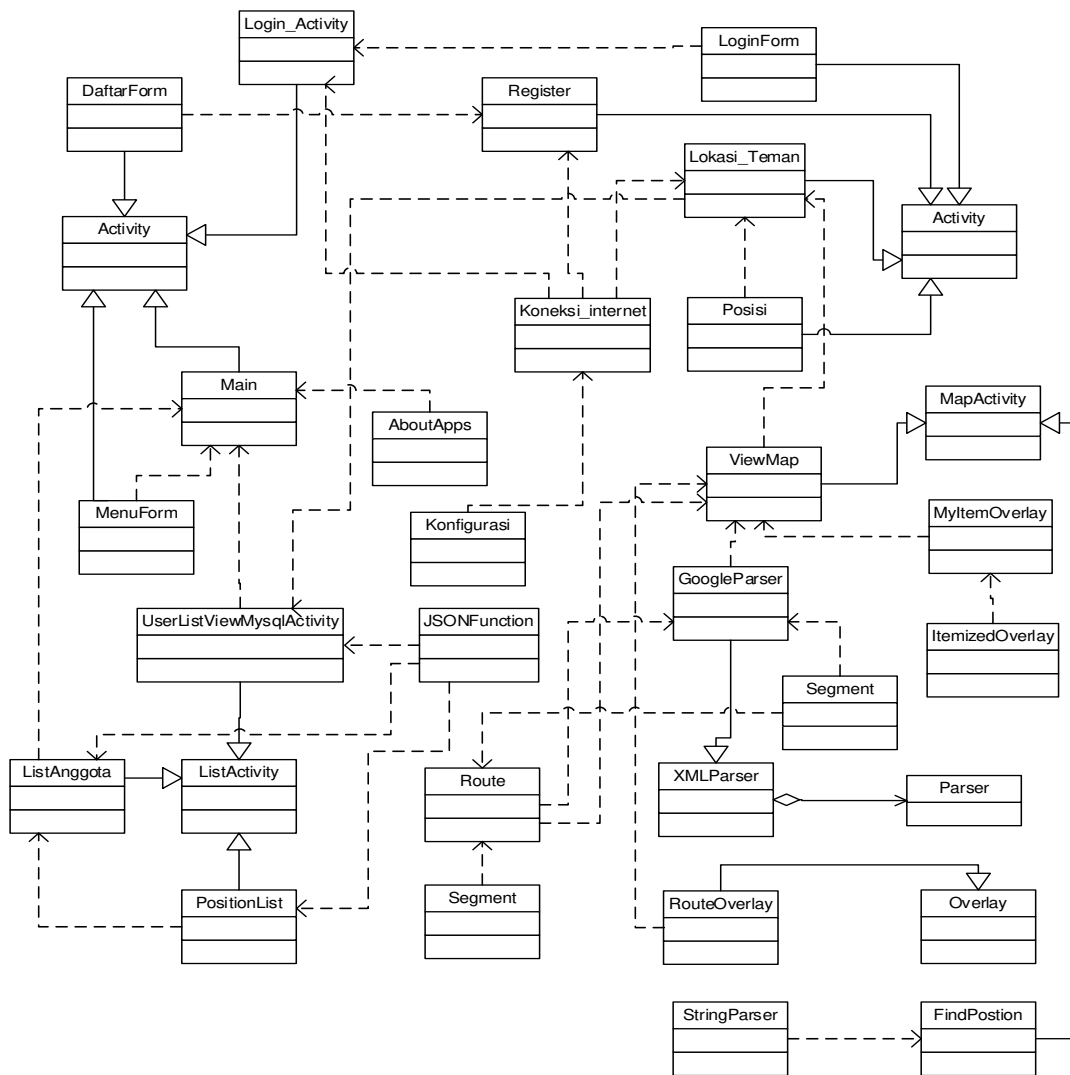 Login_Activity
LoginForm
DaftarForm
Register
Lokasi_Teman
Activity
Activity
Koneksi_internet
Posisi
Main
MapActivity
AboutApps
ViewMap
MenuForm
Konfigurasi
MyItemOverlay
GoogleParser
UserListViewMysqlActivity
JSONFunction
ItemizedOverlay
Segment
ListAnggota
ListActivity
Route
XMLParser
Parser
PositionList
Segment
RouteOverlay
Overlay
StringParser
FindPostion